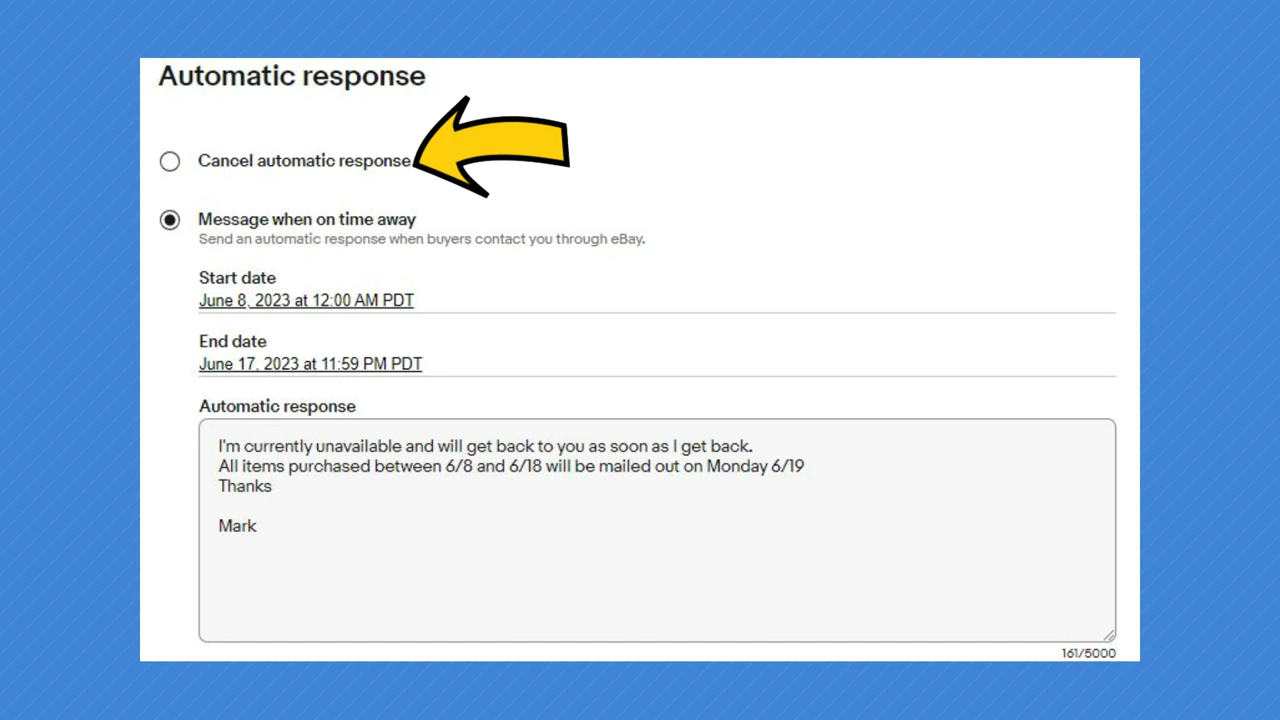 Automatic response
Cancel automatic response
Message when on time away
Send an automatic response when buyers contact you through eBay.
Start date
June 8, 2023 at 12:00 AM PDT
End date
June 17, 2023 at 11:59 PM PDT
Automatic response
I'm currently unavailable and will get back to you as soon as I get back.
All items purchased between 6/8 and 6/18 will be mailed out on Monday 6/19
Thanks
Mark
161/5000